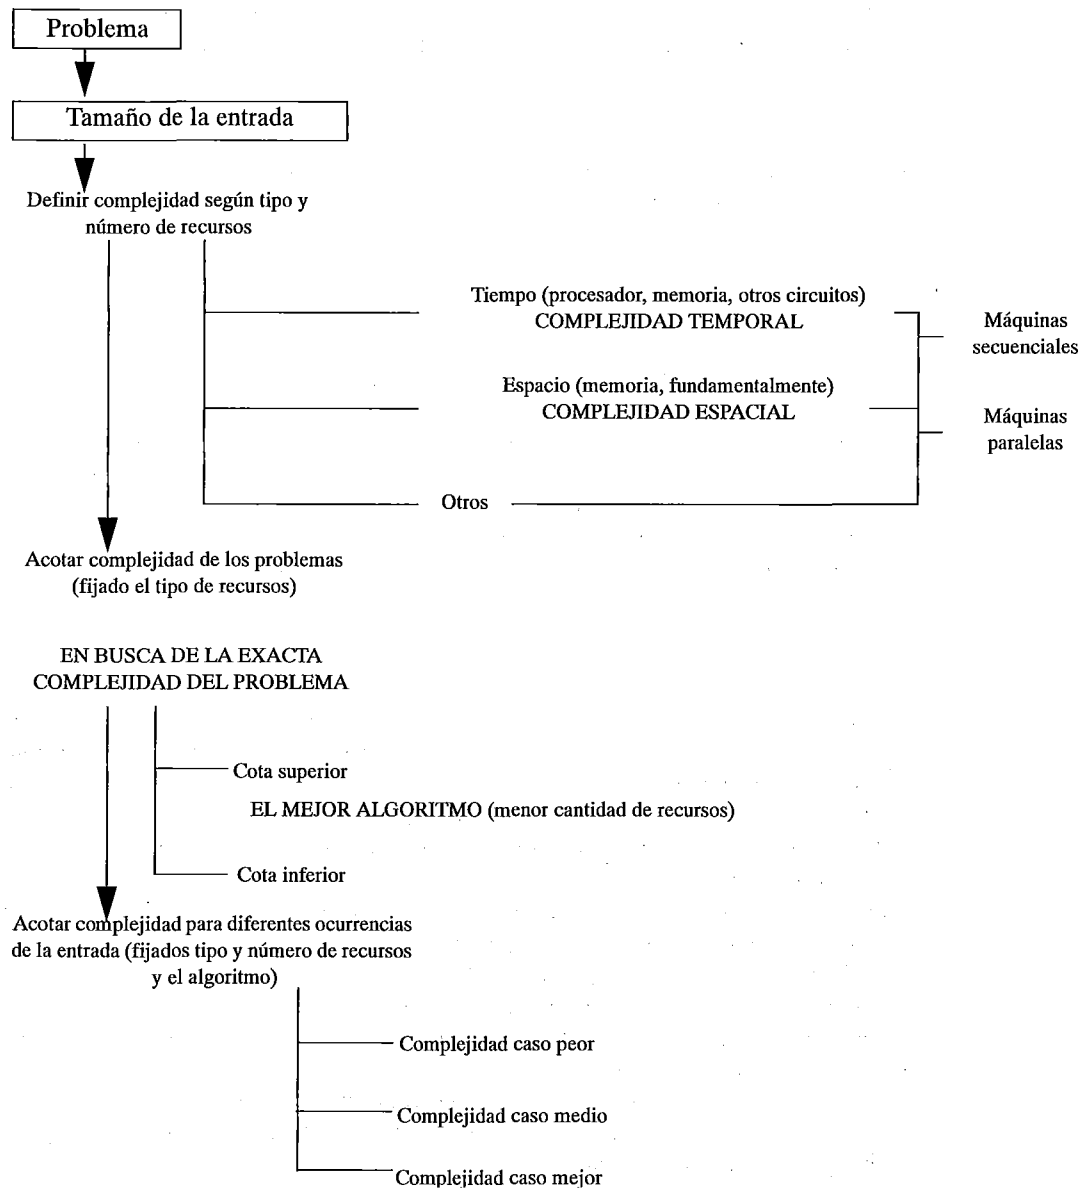 Problema
Tamaño de la entrada
Definir complejidad según tipo y
número de recursos
Tiempo (procesador, memoria, otros circuitos)
COMPLEJIDAD TEMPORAL
Máquinas
secuenciales
Espacio (memoria, fundamentalmente)
COMPLEJIDAD ESPACIAL
Máquinas
paralelas
Otros
Acotar complejidad de los problemas
(fijado el tipo de recursos)
EN BUSCA DE LA EXACTA
COMPLEJIDAD DEL PROBLEMA
Cota superior
EL MEJOR ALGORITMO (menor cantidad de recursos)
Cota inferior
Acotar complejidad para diferentes ocurrencias
de la entrada (fijados tipo y número de recursos
y el algoritmo)
Complejidad caso peor
Complejidad caso medio
Complejidad caso mejor